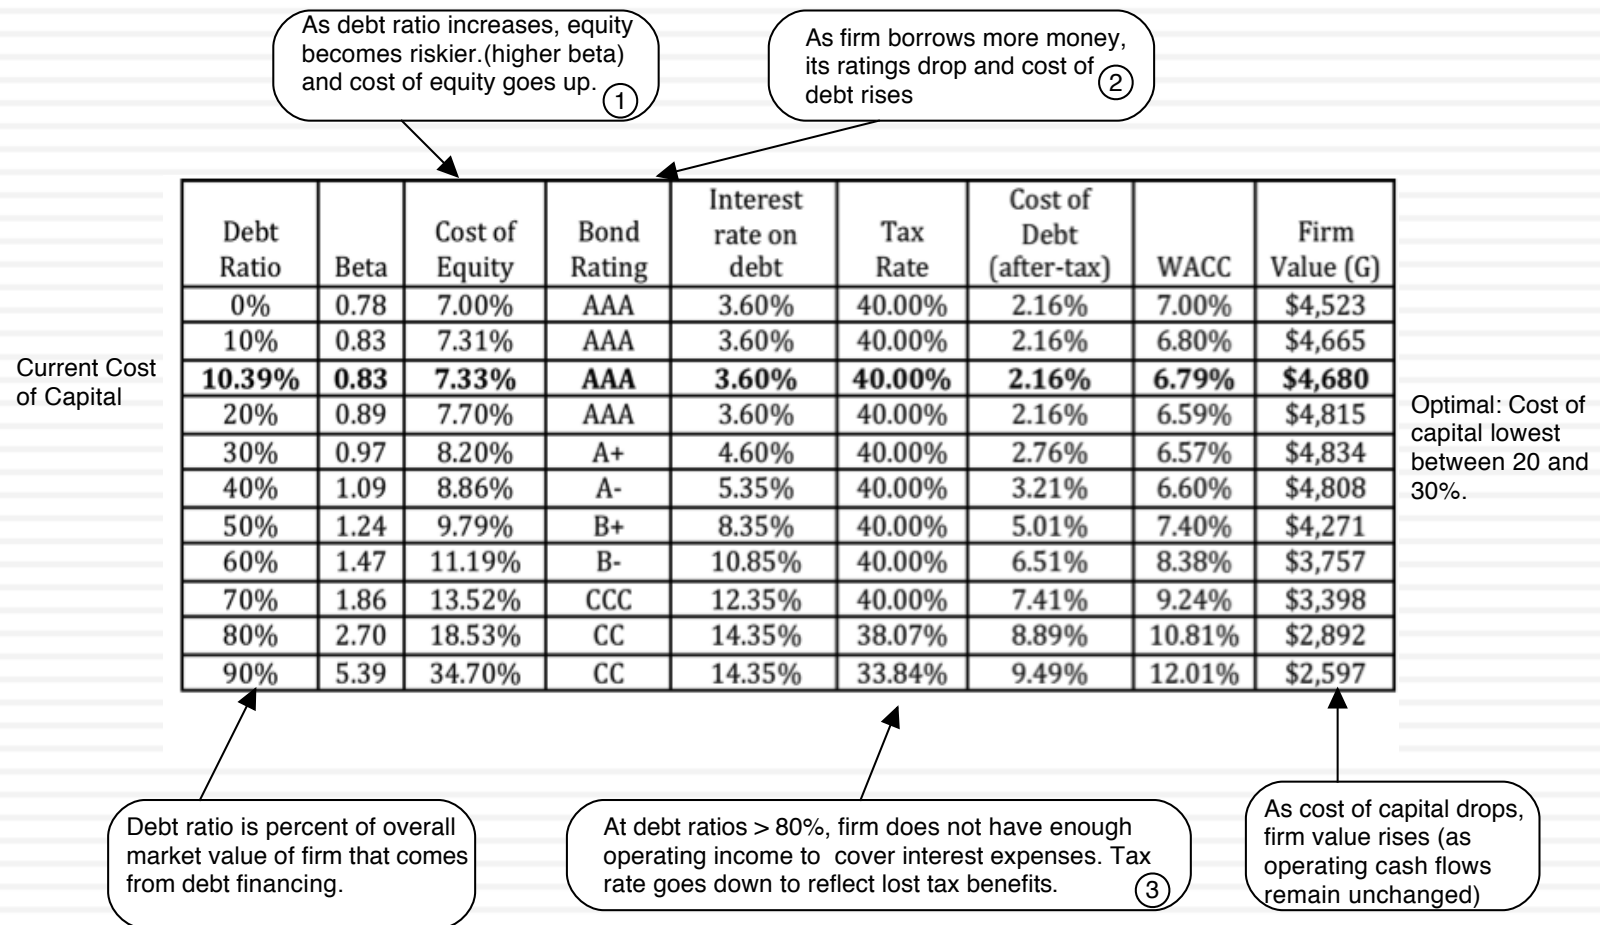 As debt ratio increases, equity
becomes riskier.(higher beta)
and cost of equity goes up.
1
As firm borrows more money,
its ratings drop and cost of
debt rises
2
Debt Ratio | Beta | Cost of Equity | Bond Rating | Interest rate on debt | Tax Rate | Cost of Debt (after-tax) | WACC | Firm Value (G)
0% | 0.78 | 7.00% | AAA | 3.60% | 40.00% | 2.16% | 7.00% | $4,523
10% | 0.83 | 7.31% | AAA | 3.60% | 40.00% | 2.16% | 6.80% | $4,665
10.39% | 0.83 | 7.33% | AAA | 3.60% | 40.00% | 2.16% | 6.79% | $4,680
20% | 0.89 | 7.70% | AAA | 3.60% | 40.00% | 2.16% | 6.59% | $4,815
30% | 0.97 | 8.20% | A+ | 4.60% | 40.00% | 2.76% | 6.57% | $4,834
40% | 1.09 | 8.86% | A- | 5.35% | 40.00% | 3.21% | 6.60% | $4,808
50% | 1.24 | 9.79% | B+ | 8.35% | 40.00% | 5.01% | 7.40% | $4,271
60% | 1.47 | 11.19% | B- | 10.85% | 40.00% | 6.51% | 8.38% | $3,757
70% | 1.86 | 13.52% | CCC | 12.35% | 40.00% | 7.41% | 9.24% | $3,398
80% | 2.70 | 18.53% | CC | 14.35% | 38.07% | 8.89% | 10.81% | $2,892
90% | 5.39 | 34.70% | CC | 14.35% | 33.84% | 9.49% | 12.01% | $2,597
Current Cost
of Capital
Optimal: Cost of
capital lowest
between 20 and
30%.
Debt ratio is percent of overall
market value of firm that comes
from debt financing.
At debt ratios > 80%, firm does not have enough
operating income to cover interest expenses. Tax
rate goes down to reflect lost tax benefits.
3
As cost of capital drops,
firm value rises (as
operating cash flows
remain unchanged)